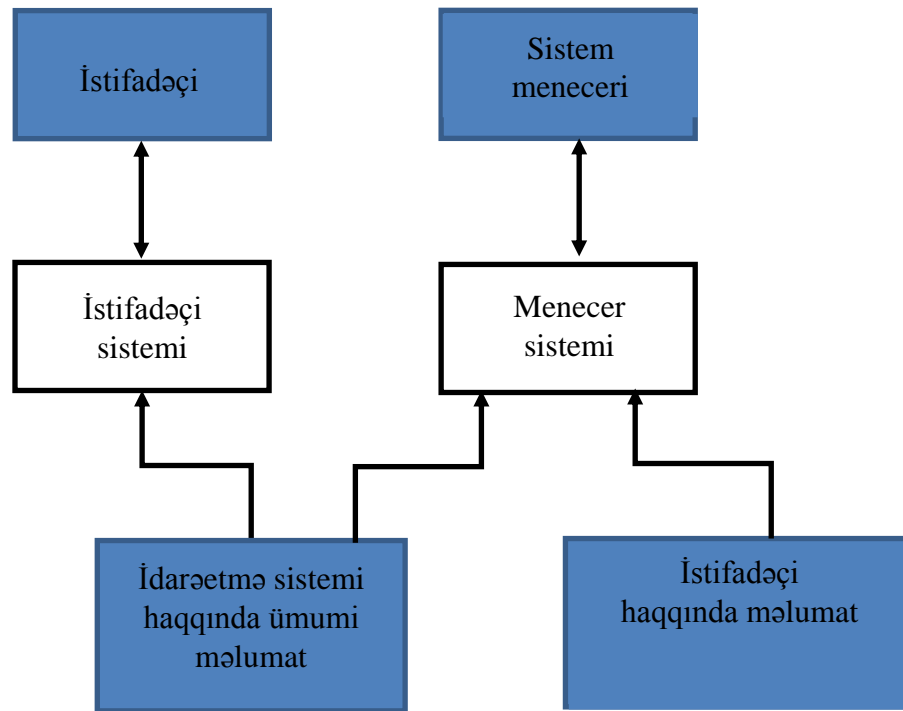 İstifadəçi
Sistem
meneceri
İstifadəçi
sistemi
Menecer
sistemi
İdarəetmə sistemi
haqqında ümumi
məlumat
İstifadəçi
haqqında məlumat